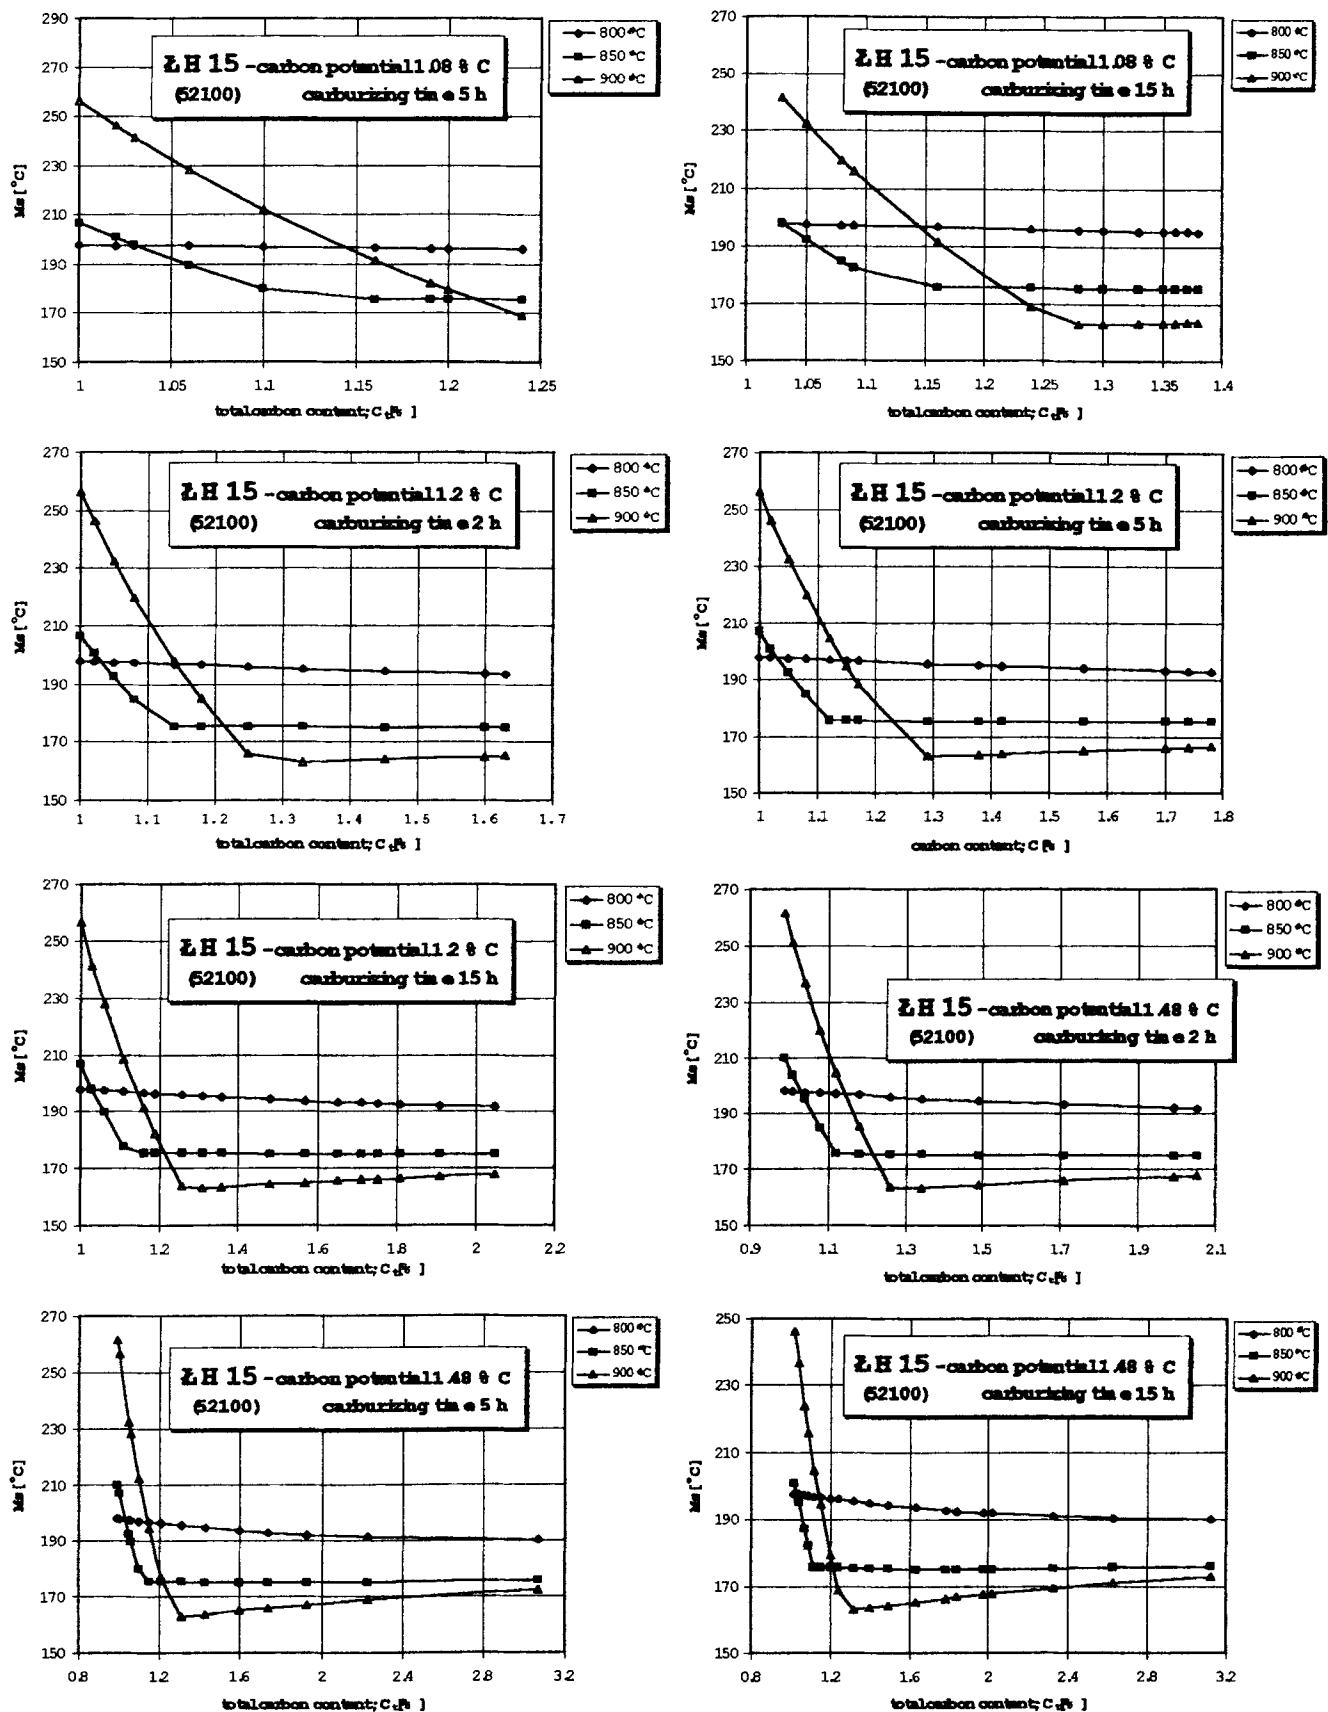 290
270
250
230
210
190
170
150
Ms [°C]
800 °C
850 °C
900 °C
ŁH 15 -carbon potential 1.08 % C
(52100) carburizing time 5 h
1 1.05 1.1 1.15 1.2 1.25
total carbon content; Ct[% ]
270
250
230
210
190
170
150
Ms [°C]
800 °C
850 °C
900 °C
ŁH 15 -carbon potential 1.08 % C
(52100) carburizing time 15 h
1 1.05 1.1 1.15 1.2 1.25 1.3 1.35 1.4
total carbon content; Ct[% ]
270
250
230
210
190
170
150
Ms [°C]
800 °C
850 °C
900 °C
ŁH 15 -carbon potential 1.2 % C
(52100) carburizing time 2 h
1 1.1 1.2 1.3 1.4 1.5 1.6 1.7
total carbon content; Ct[% ]
270
250
230
210
190
170
150
Ms [°C]
800 °C
850 °C
900 °C
ŁH 15 -carbon potential 1.2 % C
(52100) carburizing time 5 h
1 1.1 1.2 1.3 1.4 1.5 1.6 1.7 1.8
carbon content; C [% ]
270
250
230
210
190
170
150
Ms [°C]
800 °C
850 °C
900 °C
ŁH 15 -carbon potential 1.2 % C
(52100) carburizing time 15 h
1 1.2 1.4 1.6 1.8 2 2.2
total carbon content; Ct[% ]
270
250
230
210
190
170
150
Ms [°C]
800 °C
850 °C
900 °C
ŁH 15 -carbon potential 1.48 % C
(52100) carburizing time 2 h
0.9 1.1 1.3 1.5 1.7 1.9 2.1
total carbon content; Ct[% ]
270
250
230
210
190
170
150
Ms [°C]
800 °C
850 °C
900 °C
ŁH 15 -carbon potential 1.48 % C
(52100) carburizing time 5 h
0.8 1.2 1.6 2 2.4 2.8 3.2
total carbon content; Ct[% ]
250
230
210
190
170
150
Ms [°C]
800 °C
850 °C
900 °C
ŁH 15 -carbon potential 1.48 % C
(52100) carburizing time 15 h
0.8 1.2 1.6 2 2.4 2.8 3.2
total carbon content; Ct[% ]